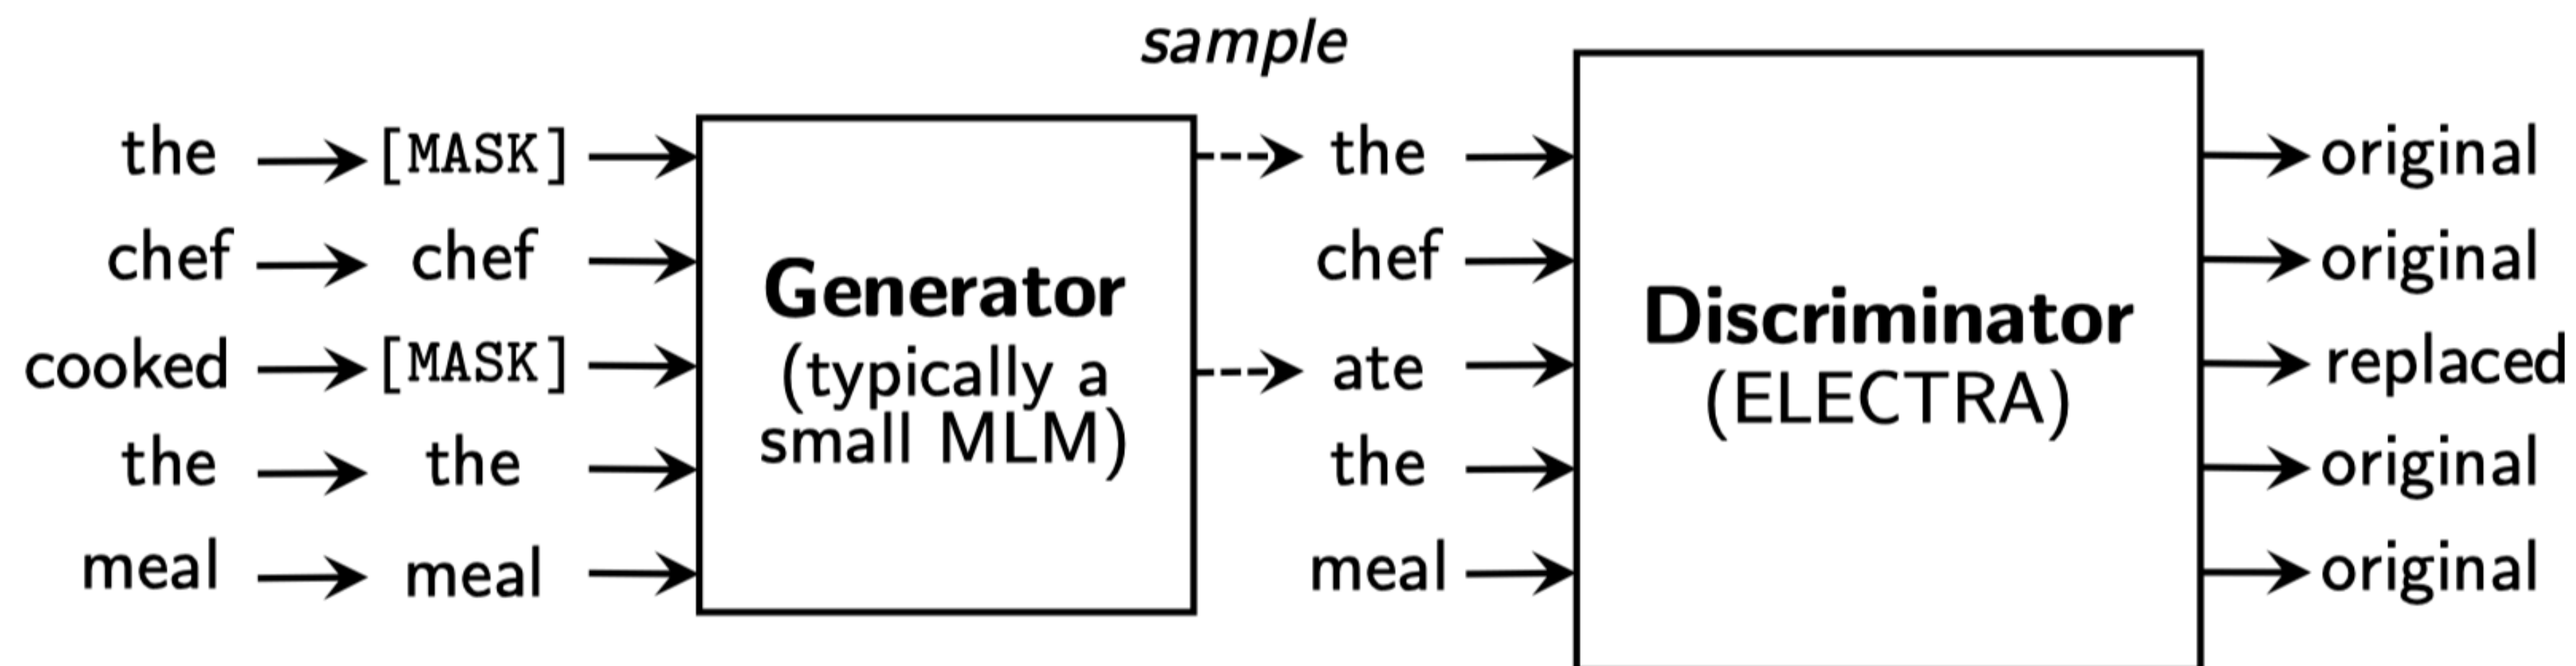 sample
the [MASK] the original
chef chef chef original
cooked [MASK] ate replaced
the the the original
meal meal meal original
Generator
(typically a
small MLM)
Discriminator
(ELECTRA)